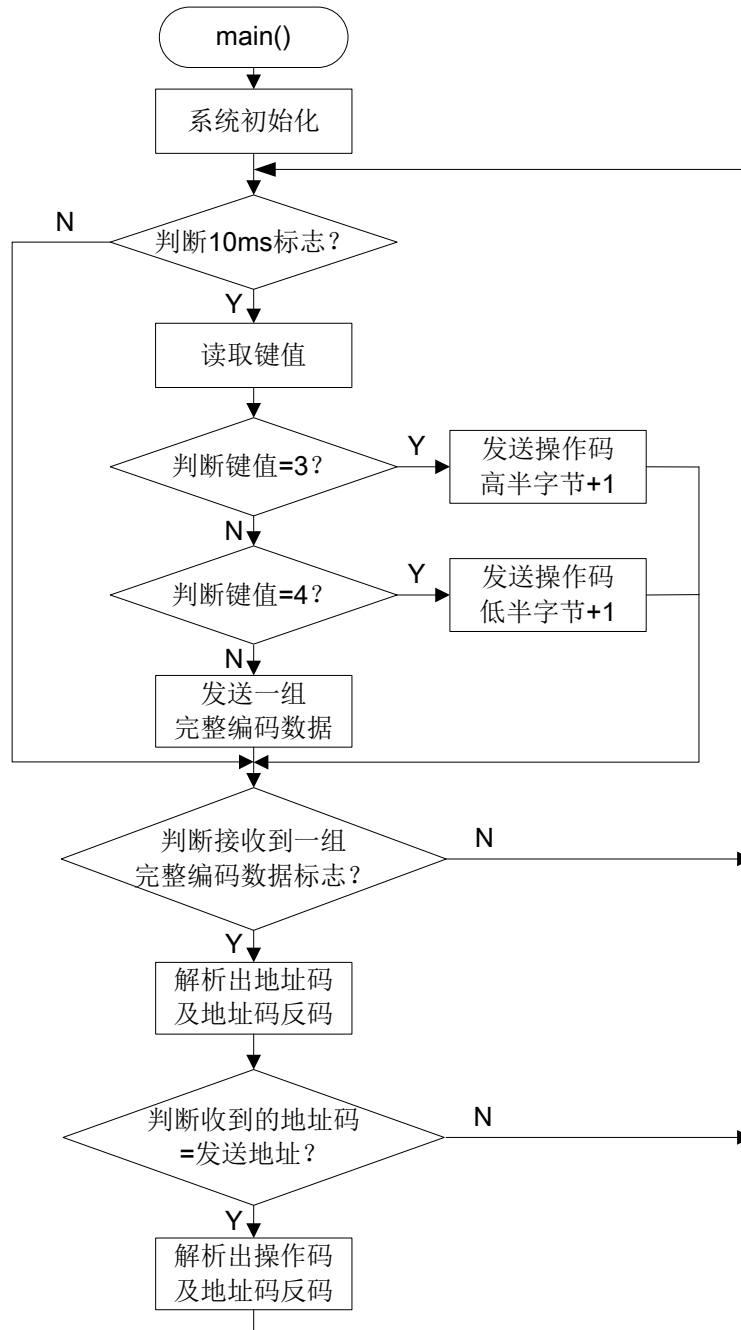 main()
系统初始化
N
判断10ms标志？
Y
读取键值
判断键值=3？
Y
发送操作码
高半字节+1
N
判断键值=4？
Y
发送操作码
低半字节+1
N
发送一组
完整编码数据
判断接收到一组
完整编码数据标志？
N
Y
解析出地址码
及地址码反码
判断收到的地址码
=发送地址？
N
Y
解析出操作码
及地址码反码